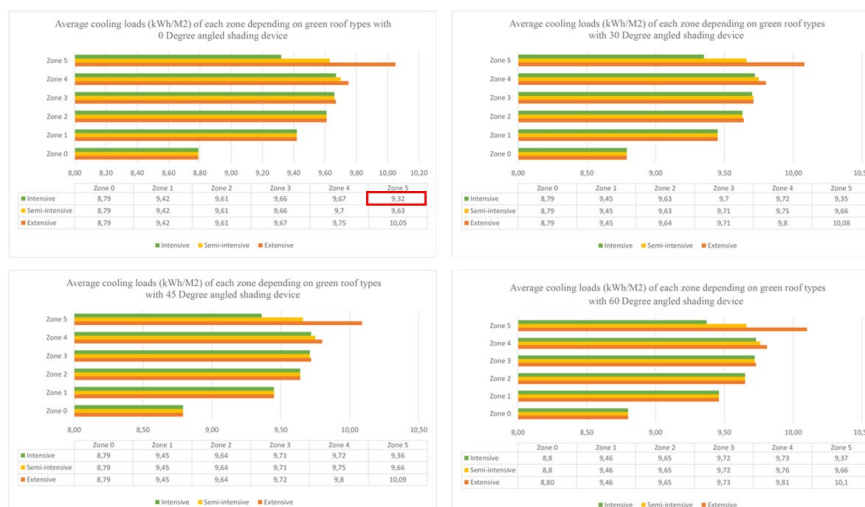 Average cooling loads (kWh/M2) of each zone depending on green roof types with
0 Degree angled shading device
Zone 5
Zone 4
Zone 3
Zone 2
Zone 1
Zone 0
8,00 8,20 8,40 8,60 8,80 9,00 9,20 9,40 9,60 9,80 10,00 10,20
Zone 0 Zone 1 Zone 2 Zone 3 Zone 4 Zone 5
Intensive 8,79 9,42 9,61 9,66 9,67 9,32
Semi-intensive 8,79 9,42 9,61 9,66 9,7 9,63
Extensive 8,79 9,42 9,61 9,67 9,75 10,05
Intensive Semi-intensive Extensive
Average cooling loads (kWh/M2) of each zone depending on green roof types
with 30 Degree angled shading device
Zone 5
Zone 4
Zone 3
Zone 2
Zone 1
Zone 0
8,00 8,50 9,00 9,50 10,00 10,50
Zone 0 Zone 1 Zone 2 Zone 3 Zone 4 Zone 5
Intensive 8,79 9,45 9,63 9,7 9,72 9,35
Semi-intensive 8,79 9,45 9,63 9,71 9,75 9,66
Extensive 8,79 9,45 9,64 9,71 9,8 10,08
Intensive Semi-intensive Extensive
Average cooling loads (kWh/M2) of each zone depending on green roof types
with 45 Degree angled shading device
Zone 5
Zone 4
Zone 3
Zone 2
Zone 1
Zone 0
8,00 8,50 9,00 9,50 10,00 10,50
Zone 0 Zone 1 Zone 2 Zone 3 Zone 4 Zone 5
Intensive 8,79 9,45 9,64 9,71 9,72 9,36
Semi-intensive 8,79 9,45 9,64 9,71 9,75 9,66
Extensive 8,79 9,45 9,64 9,72 9,8 10,09
Intensive Semi-intensive Extensive
Average cooling loads (kWh/M2) of each zone depending on green roof types
with 60 Degree angled shading device
Zone 5
Zone 4
Zone 3
Zone 2
Zone 1
Zone 0
8,00 8,50 9,00 9,50 10,00 10,50
Zone 0 Zone 1 Zone 2 Zone 3 Zone 4 Zone 5
Intensive 8,8 9,46 9,65 9,72 9,73 9,37
Semi-intensive 8,8 9,46 9,65 9,72 9,76 9,66
Extensive 8,80 9,46 9,65 9,73 9,81 10,1
Intensive Semi-intensive Extensive